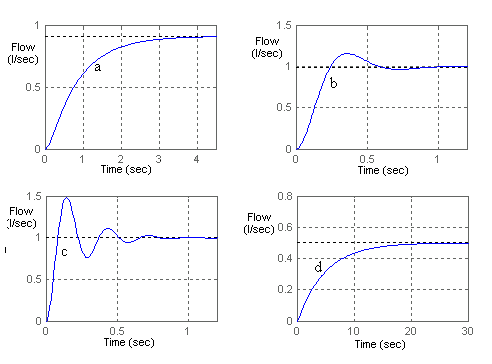 Flow
(l/sec)
1
0.5
0
a
0 1 2 3 4
Time (sec)
Flow
(l/sec)
1.5
1
0.5
0
b
0 0.5 1
Time (sec)
Flow
(l/sec)
1.5
1
0.5
0
c
0 0.5 1
Time (sec)
Flow
(l/sec)
0.8
0.6
0.4
0.2
0
d
0 10 20 30
Time (sec)